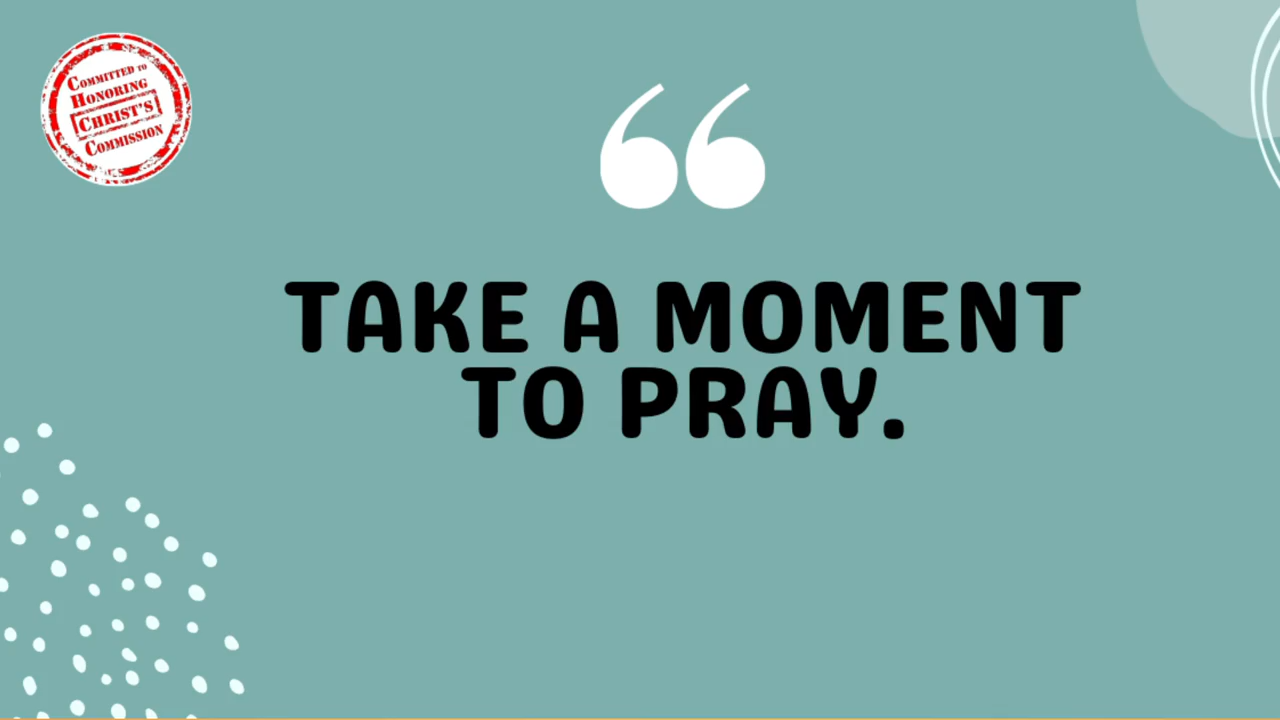 COMMITTED TO
HONORING
CHRIST'S
COMMISSION
“
TAKE A MOMENT
TO PRAY.